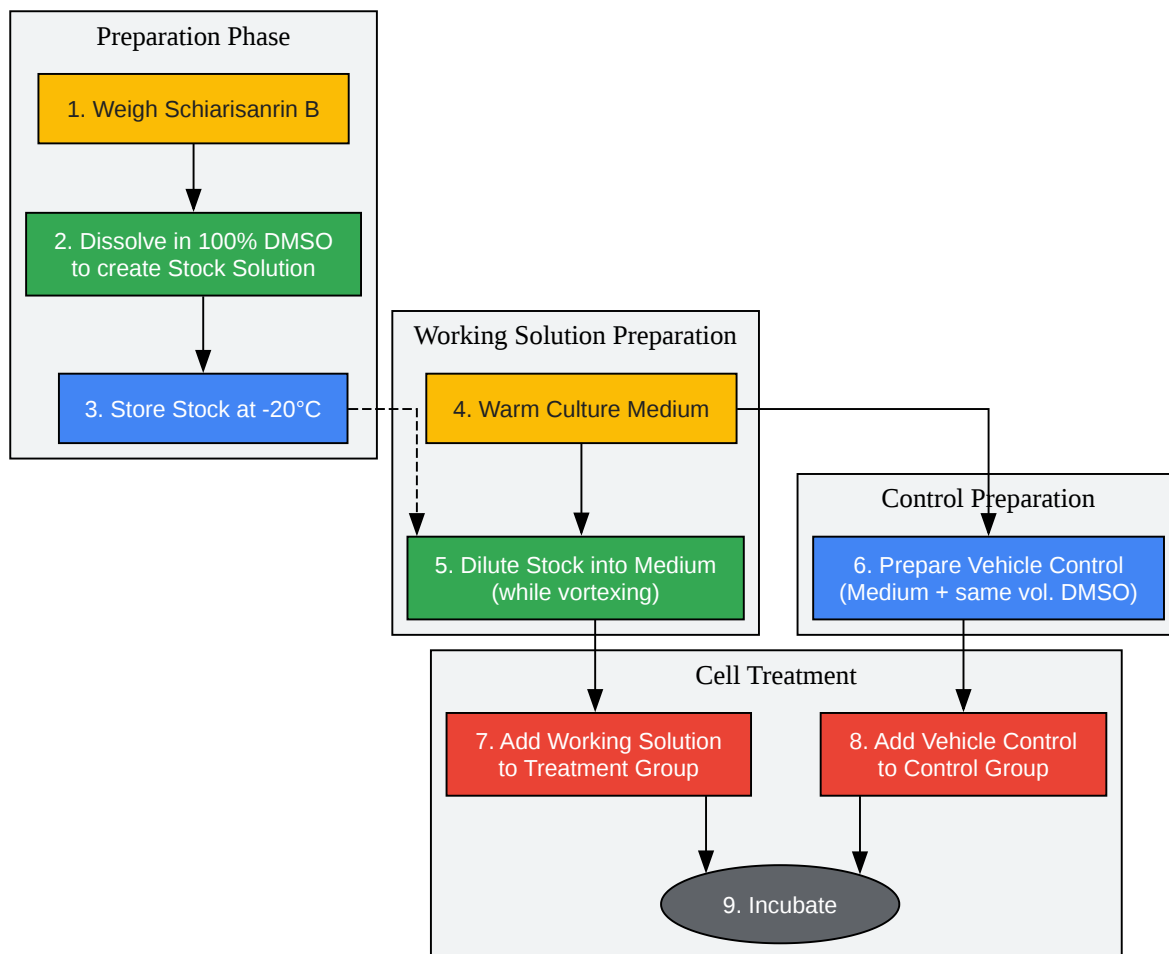 Preparation Phase
1. Weigh Schiarisanrin B
2. Dissolve in 100% DMSO
to create Stock Solution
3. Store Stock at -20°C
Working Solution Preparation
4. Warm Culture Medium
5. Dilute Stock into Medium
(while vortexing)
Control Preparation
6. Prepare Vehicle Control
(Medium + same vol. DMSO)
Cell Treatment
7. Add Working Solution
to Treatment Group
8. Add Vehicle Control
to Control Group
9. Incubate